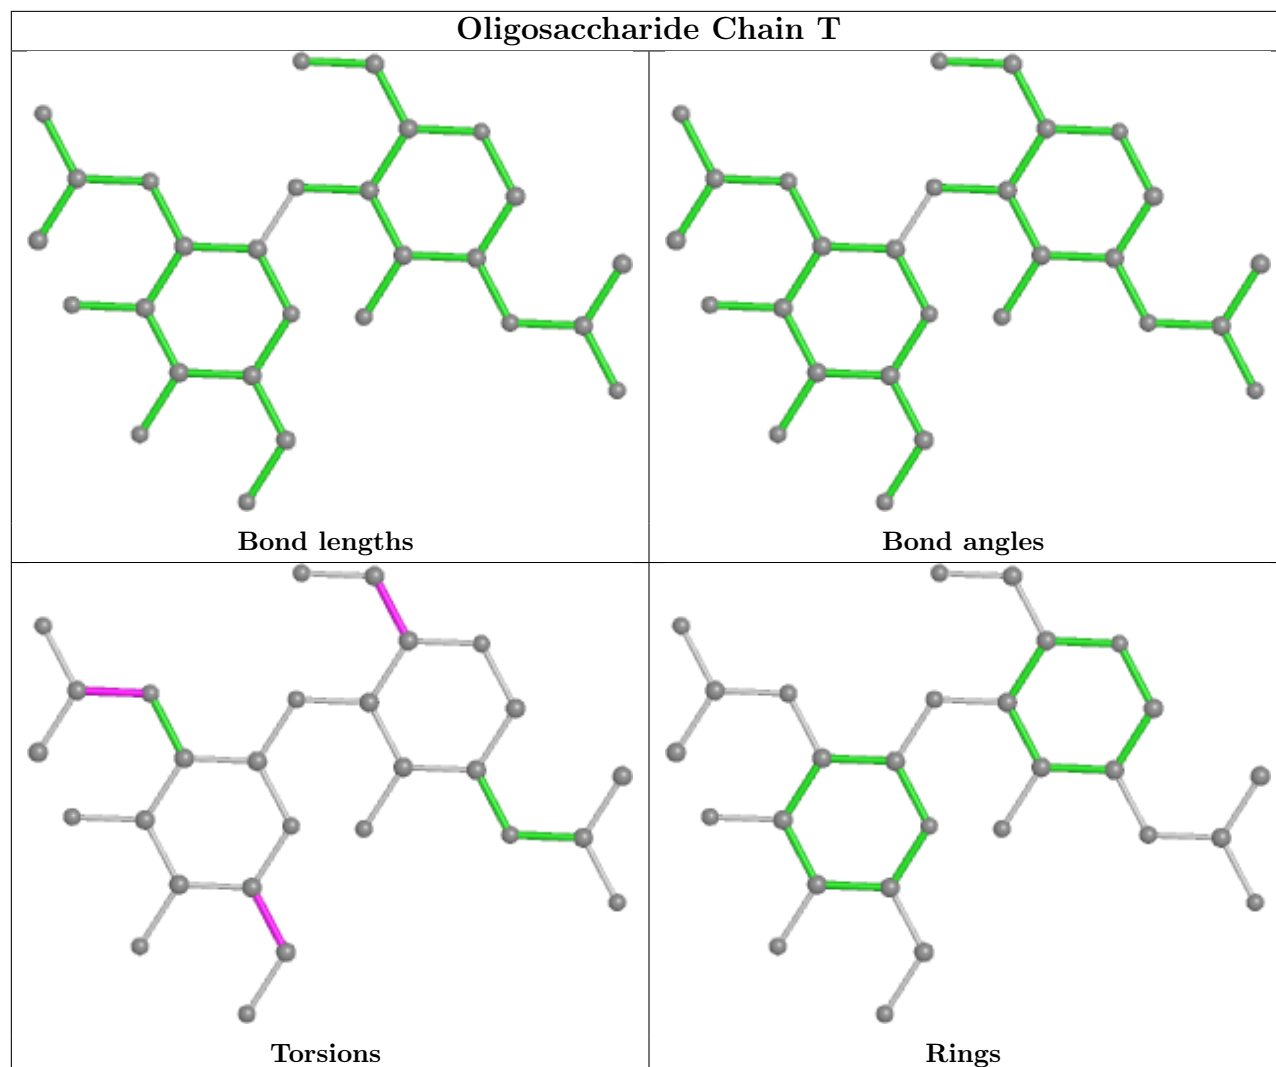 Oligosaccharide Chain T
Bond lengths
Bond angles
Torsions
Rings